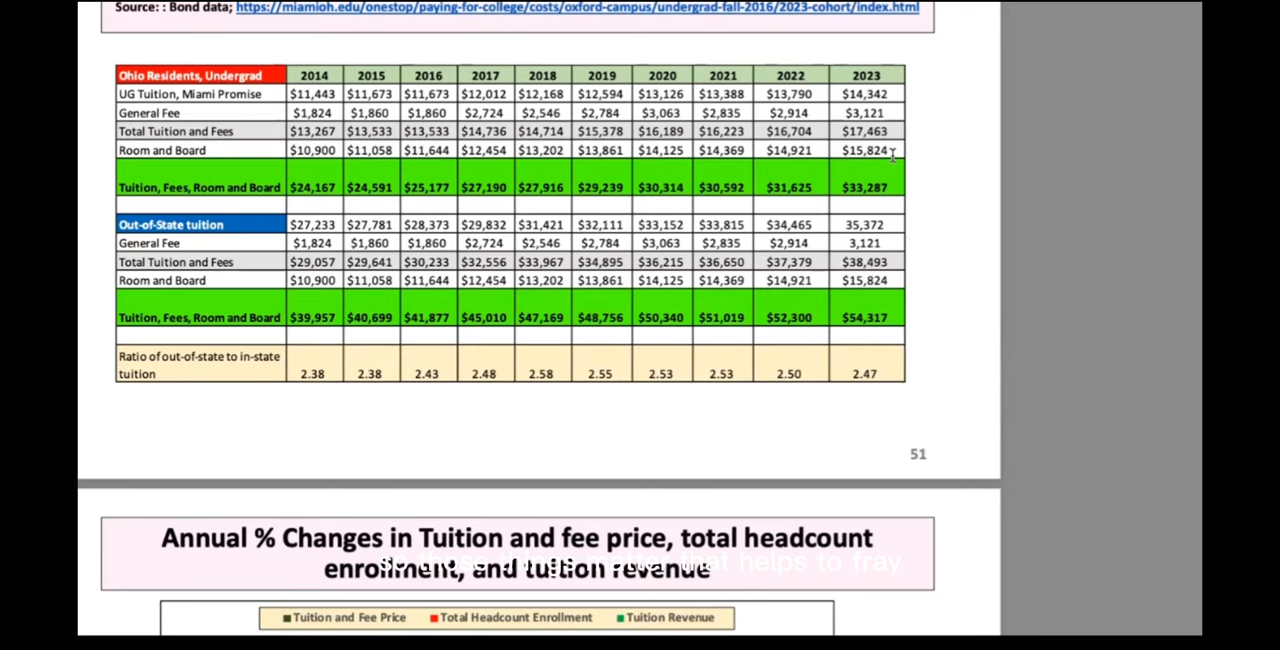 Source: : Bond data; https://miamioh.edu/onestop/paying-for-college/costs/oxford-campus/undergrad-fall-2016/2023-cohort/index.html
Ohio Residents, Undergrad 2014 2015 2016 2017 2018 2019 2020 2021 2022 2023
UG Tuition, Miami Promise $11,443 $11,673 $11,673 $12,012 $12,168 $12,594 $13,126 $13,388 $13,790 $14,342
General Fee $1,824 $1,860 $1,860 $2,724 $2,546 $2,784 $3,063 $2,835 $2,914 $3,121
Total Tuition and Fees $13,267 $13,533 $13,533 $14,736 $14,714 $15,378 $16,189 $16,223 $16,704 $17,463
Room and Board $10,900 $11,058 $11,644 $12,454 $13,202 $13,861 $14,125 $14,369 $14,921 $15,824
Tuition, Fees, Room and Board $24,167 $24,591 $25,177 $27,190 $27,916 $29,239 $30,314 $30,592 $31,625 $33,287
Out-of-State tuition $27,233 $27,781 $28,373 $29,832 $31,421 $32,111 $33,152 $33,815 $34,465 35,372
General Fee $1,824 $1,860 $1,860 $2,724 $2,546 $2,784 $3,063 $2,835 $2,914 3,121
Total Tuition and Fees $29,057 $29,641 $30,233 $32,556 $33,967 $34,895 $36,215 $36,650 $37,379 $38,493
Room and Board $10,900 $11,058 $11,644 $12,454 $13,202 $13,861 $14,125 $14,369 $14,921 $15,824
Tuition, Fees, Room and Board $39,957 $40,699 $41,877 $45,010 $47,169 $48,756 $50,340 $51,019 $52,300 $54,317
Ratio of out-of-state to in-state
tuition 2.38 2.38 2.43 2.48 2.58 2.55 2.53 2.53 2.50 2.47
51
Annual % Changes in Tuition and fee price, total headcount
enrollment, and tuition revenue
so those things matter that helps to fray
Tuition and Fee Price Total Headcount Enrollment Tuition Revenue